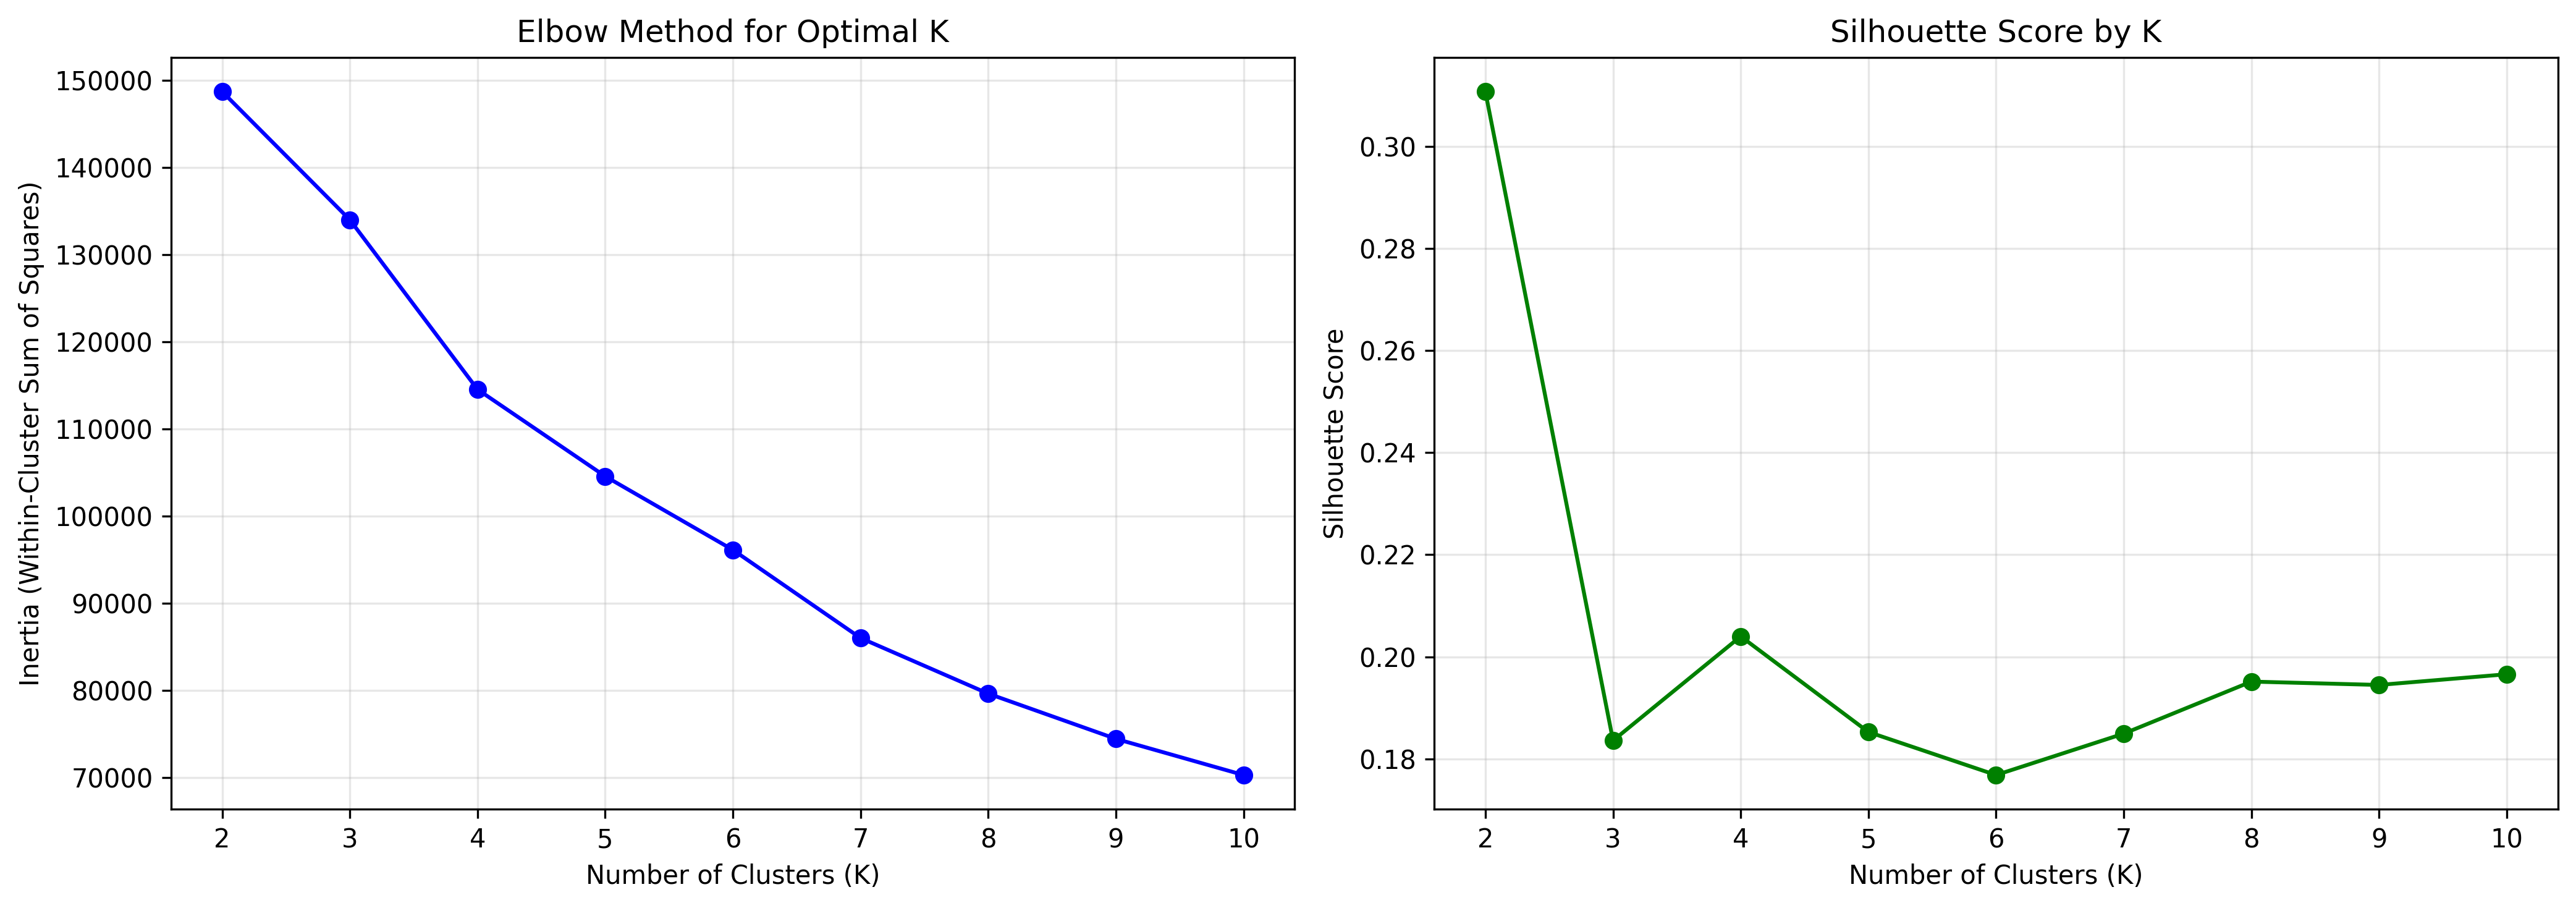 Elbow Method for Optimal K
Inertia (Within-Cluster Sum of Squares)
150000
140000
130000
120000
110000
100000
90000
80000
70000
2 3 4 5 6 7 8 9 10
Number of Clusters (K)
Silhouette Score by K
Silhouette Score
0.30
0.28
0.26
0.24
0.22
0.20
0.18
2 3 4 5 6 7 8 9 10
Number of Clusters (K)